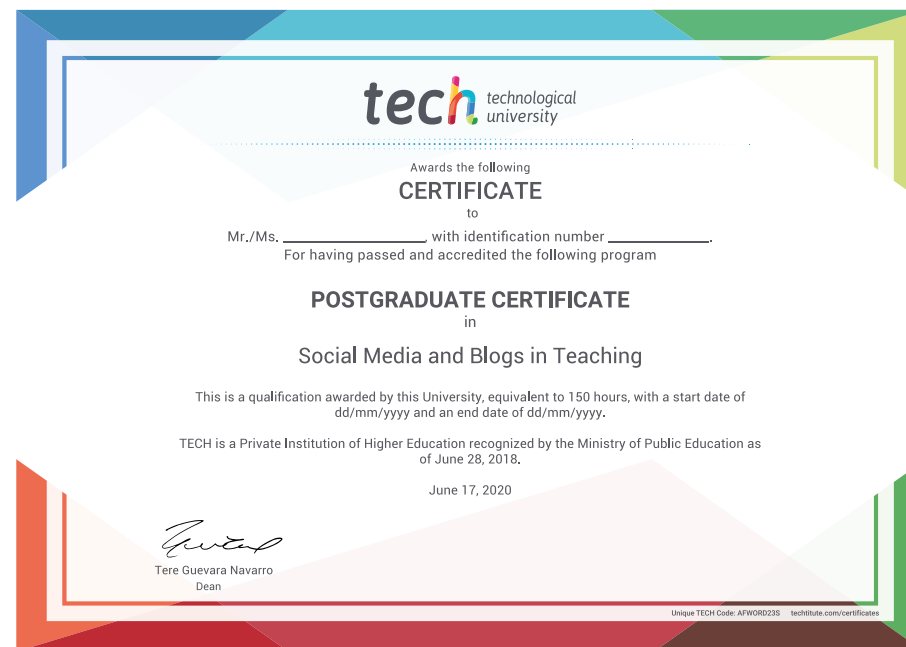 tech technological
university
Awards the following
CERTIFICATE
to
Mr./Ms. ____________________, with identification number ______________.
For having passed and accredited the following program
POSTGRADUATE CERTIFICATE
in
Social Media and Blogs in Teaching
This is a qualification awarded by this University, equivalent to 150 hours, with a start date of
dd/mm/yyyy and an end date of dd/mm/yyyy.
TECH is a Private Institution of Higher Education recognized by the Ministry of Public Education as
of June 28, 2018.
June 17, 2020
Tere Guevara Navarro
Dean
Unique TECH Code: AFWORD23S techtitute.com/certificates